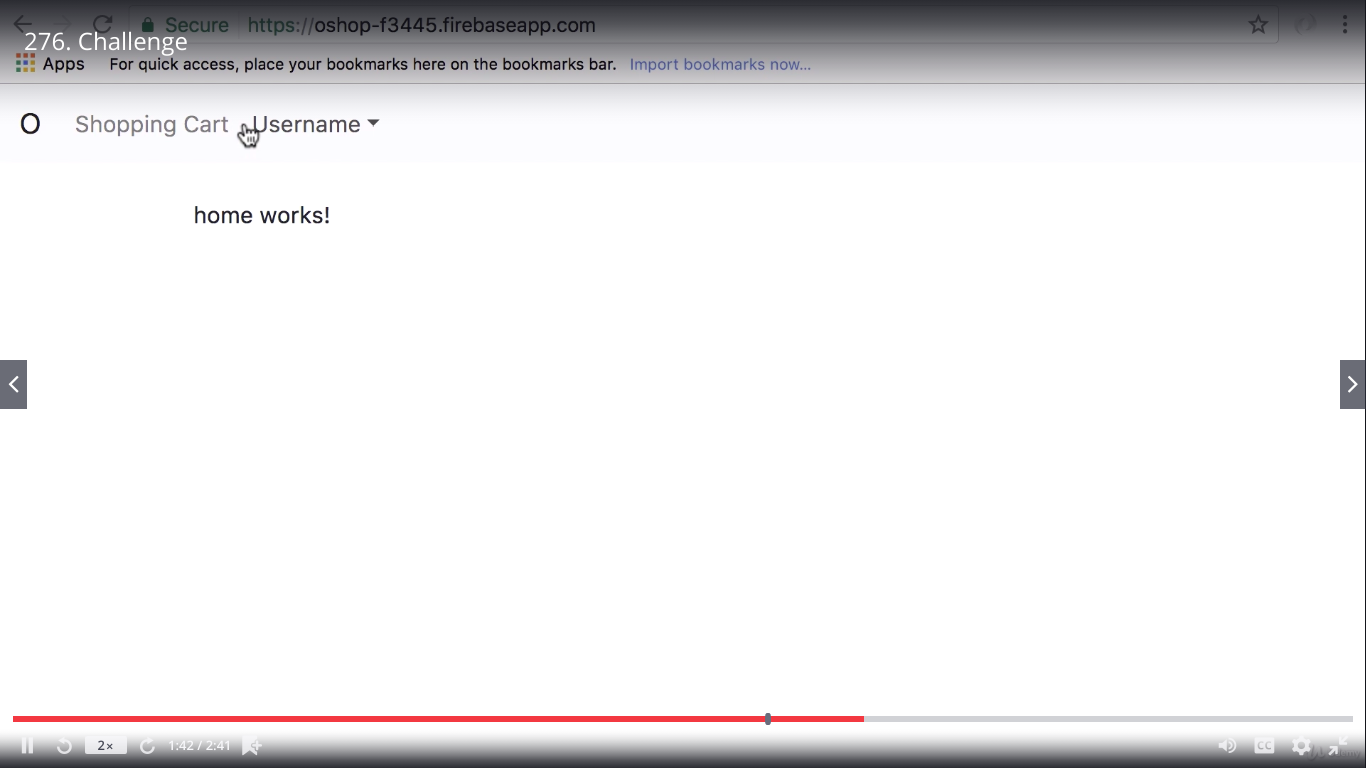 Secure https://oshop-f3445.firebaseapp.com
276. Challenge
Apps For quick access, place your bookmarks here on the bookmarks bar. Import bookmarks now...
O Shopping Cart Username
home works!
2× 1:42 / 2:41 CC